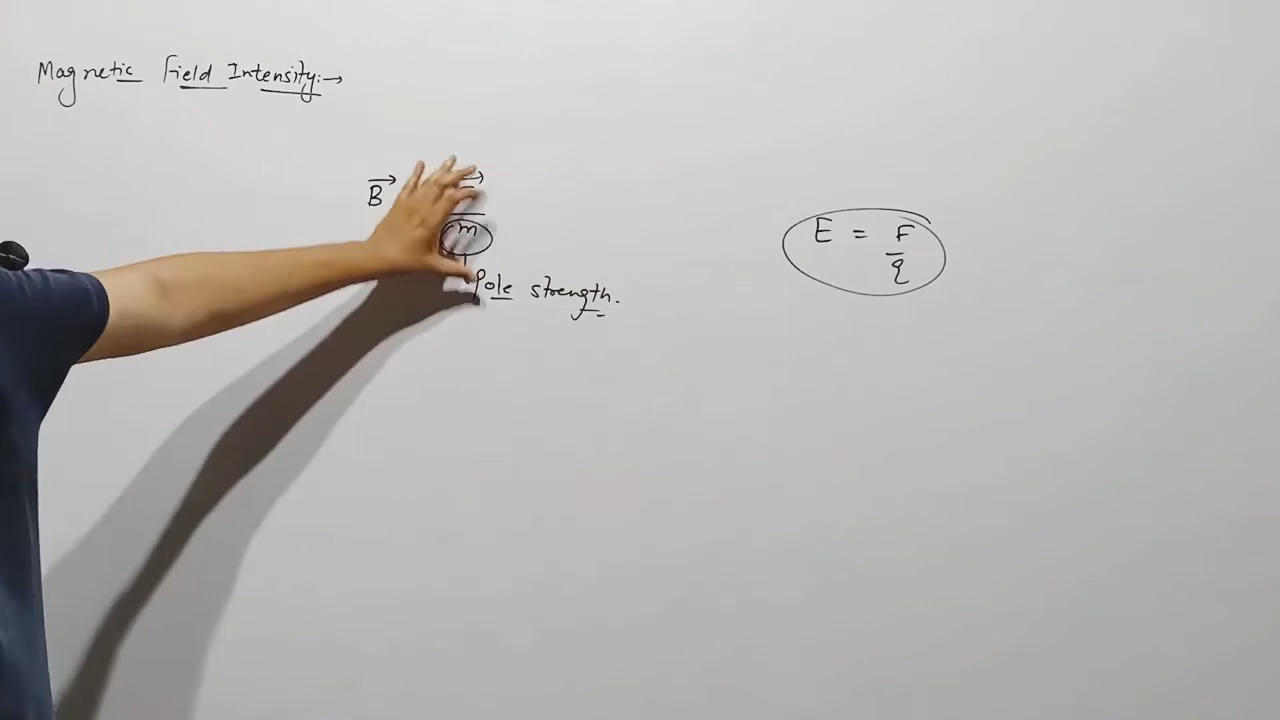 Magnetic Field Intensity:→
B
m
Pole strength.
E = F
q